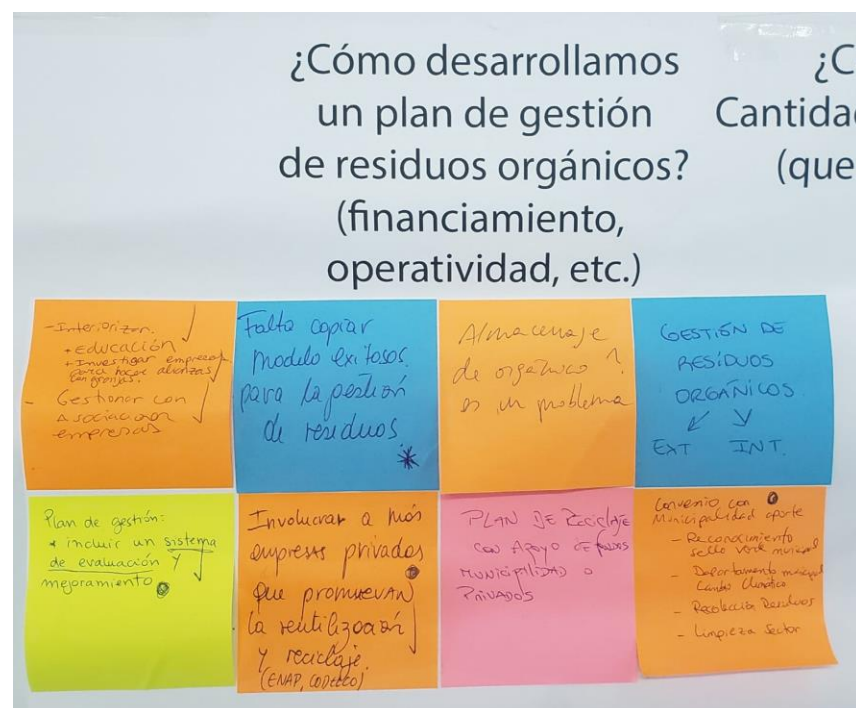 ¿Cómo desarrollamos
un plan de gestión
de residuos orgánicos?
(financiamiento,
operatividad, etc.)
¿C
Cantida
(que
- Interiorizar.
+ Educación
+ Investigar empresas
para hacer alianzas
con granjas.
- Gestionar con
Asociación
empresas
Falta copiar
modelo exitosos
para la gestión
de residuos.
*
Almacenaje
de orgánico ?
es un problema
GESTIÓN DE
RESÍDUOS
ORGÁNICOS
EXT INT.
Plan de gestión:
* incluir un sistema
de evaluación y
mejoramiento
Involucrar a más
empresas privadas
que promuevan
la reutilización
y reciclaje.
(ENAP, CODELCO)
PLAN DE RECICLAJE
CON APOYO DE
MUNICIPALIDAD O
PRIVADOS
Convenio con
Municipalidad aporte
- Reconocimiento
sello verde municipal
- Departamento municipal
Cambio Climático
- Recolección Residuos
- Limpieza Sector